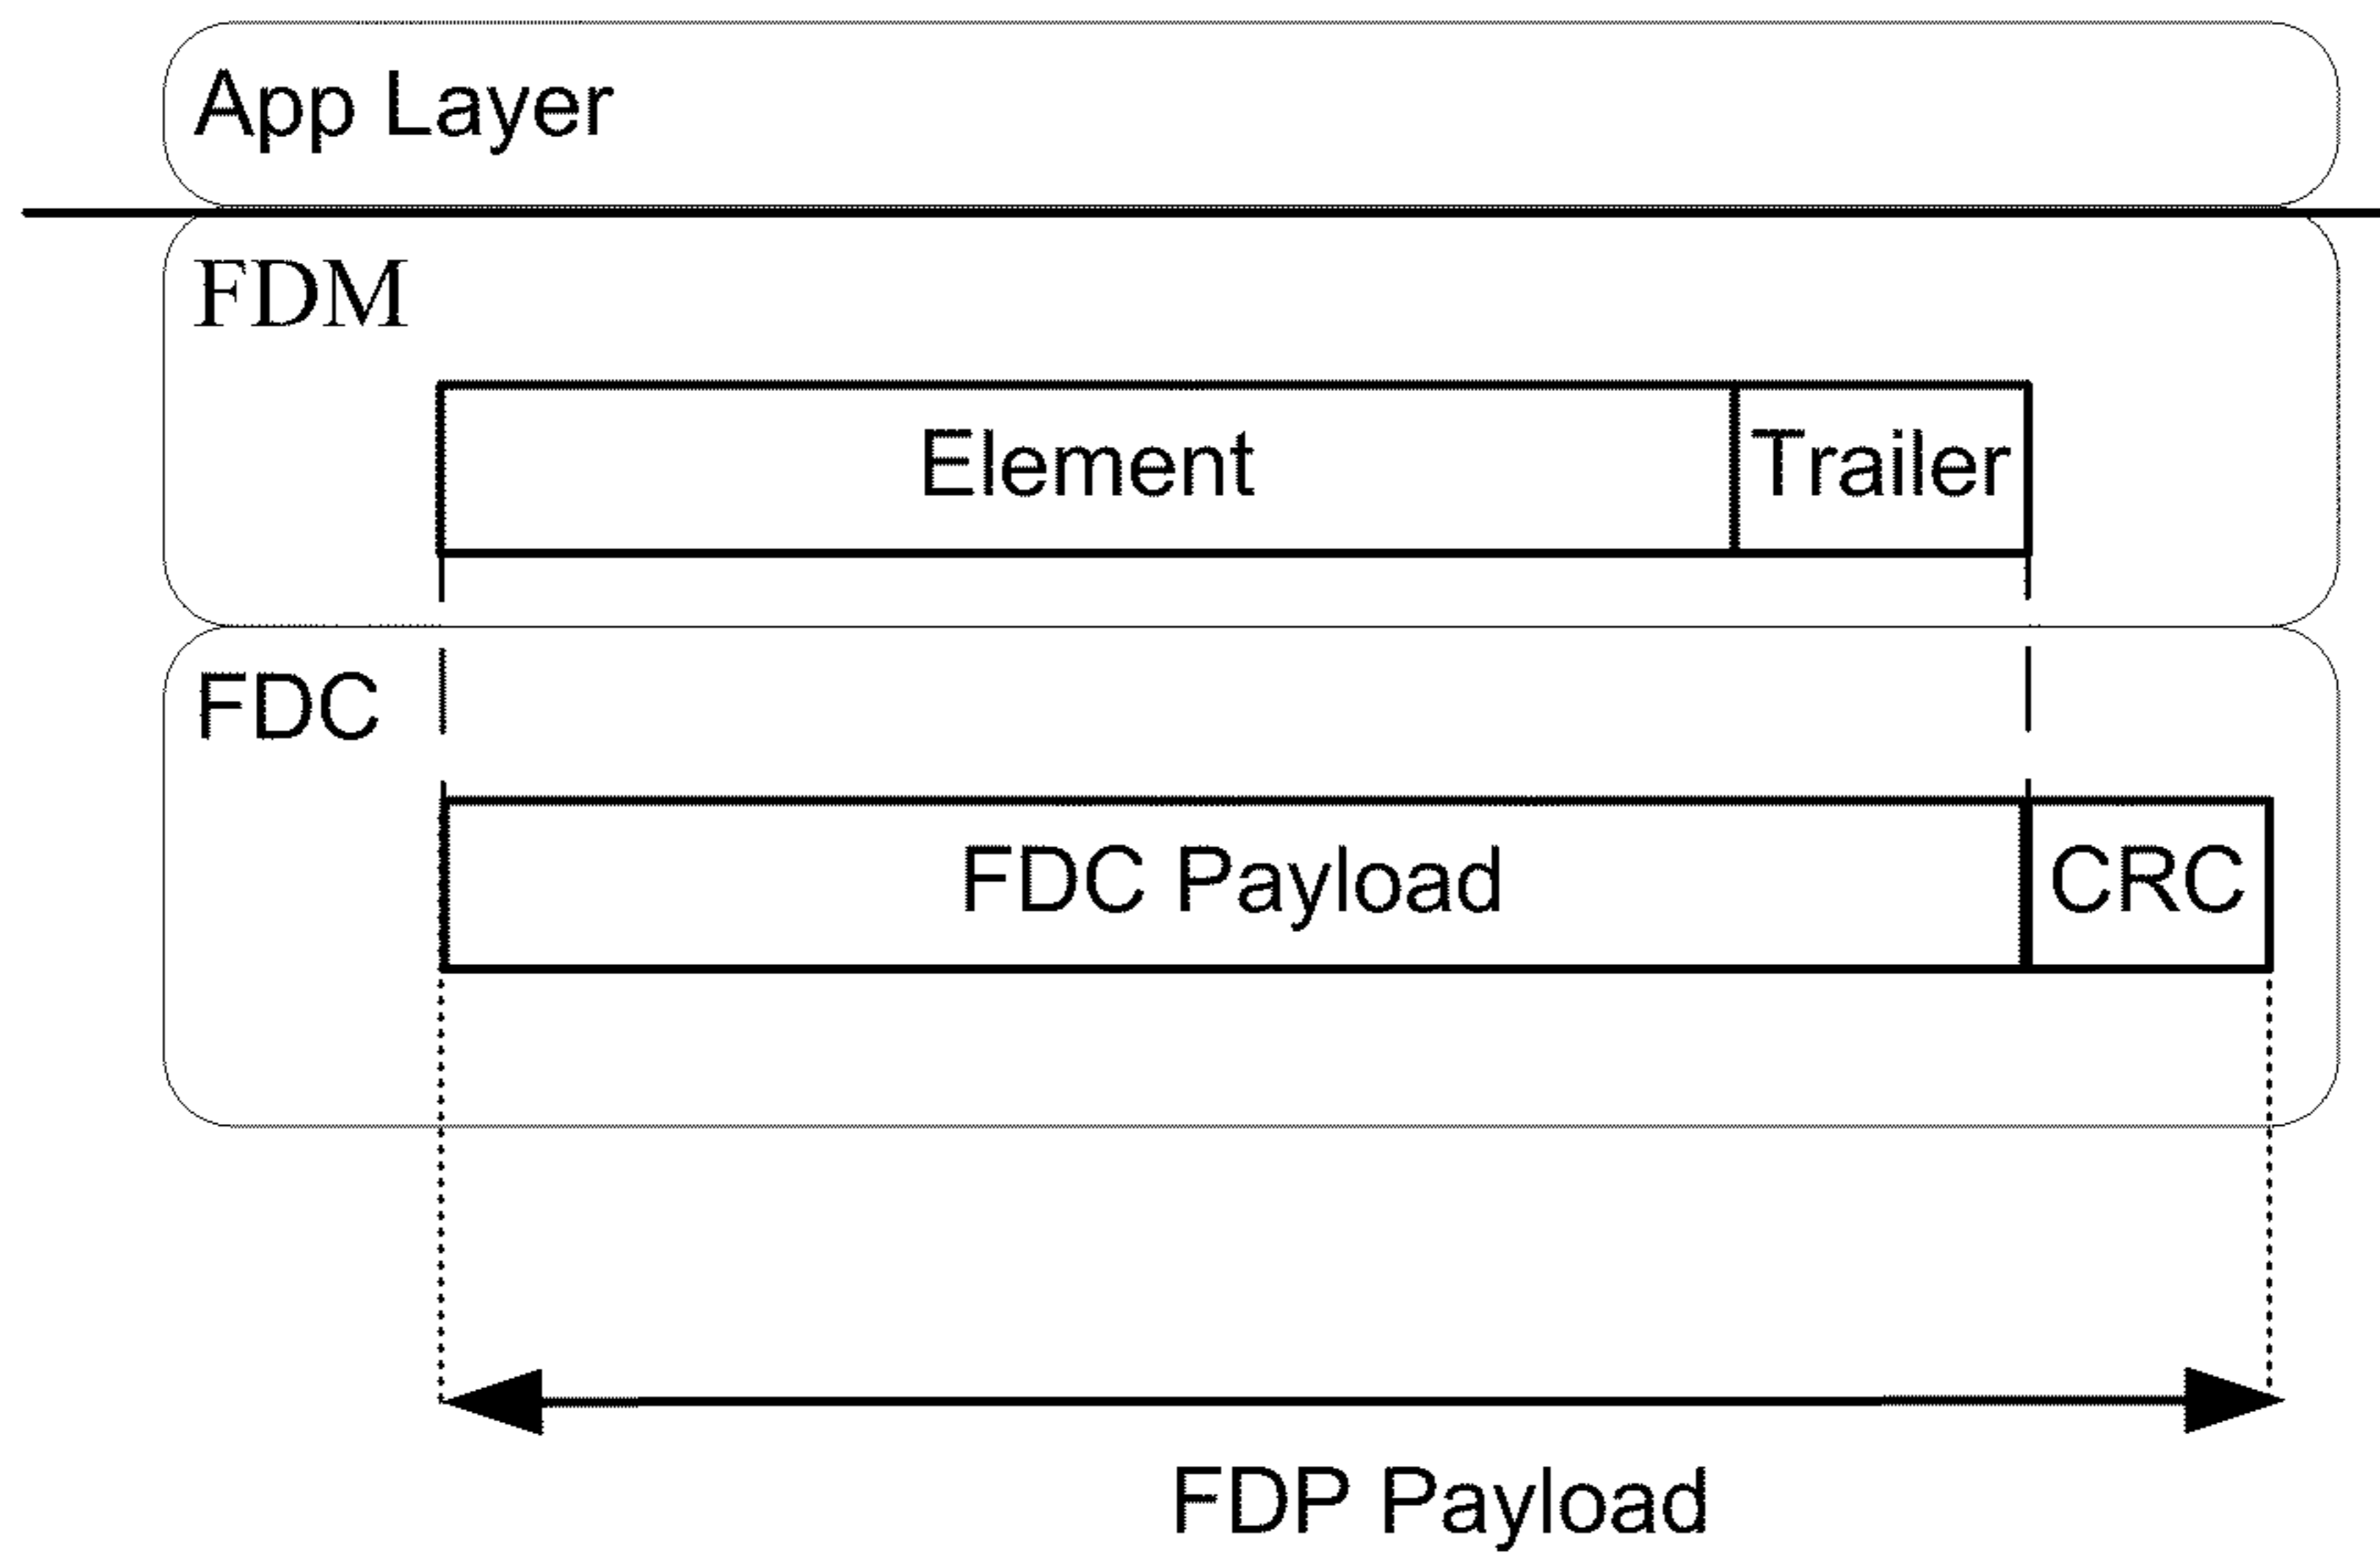 App Layer
FDM
Element Trailer
FDC
FDC Payload CRC
FDP Payload